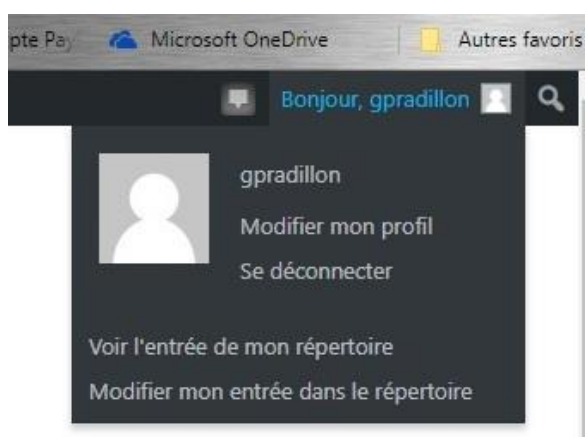 pte Pay
Microsoft OneDrive
Autres favoris
Bonjour, gpradillon
gpradillon
Modifier mon profil
Se déconnecter
Voir l'entrée de mon répertoire
Modifier mon entrée dans le répertoire